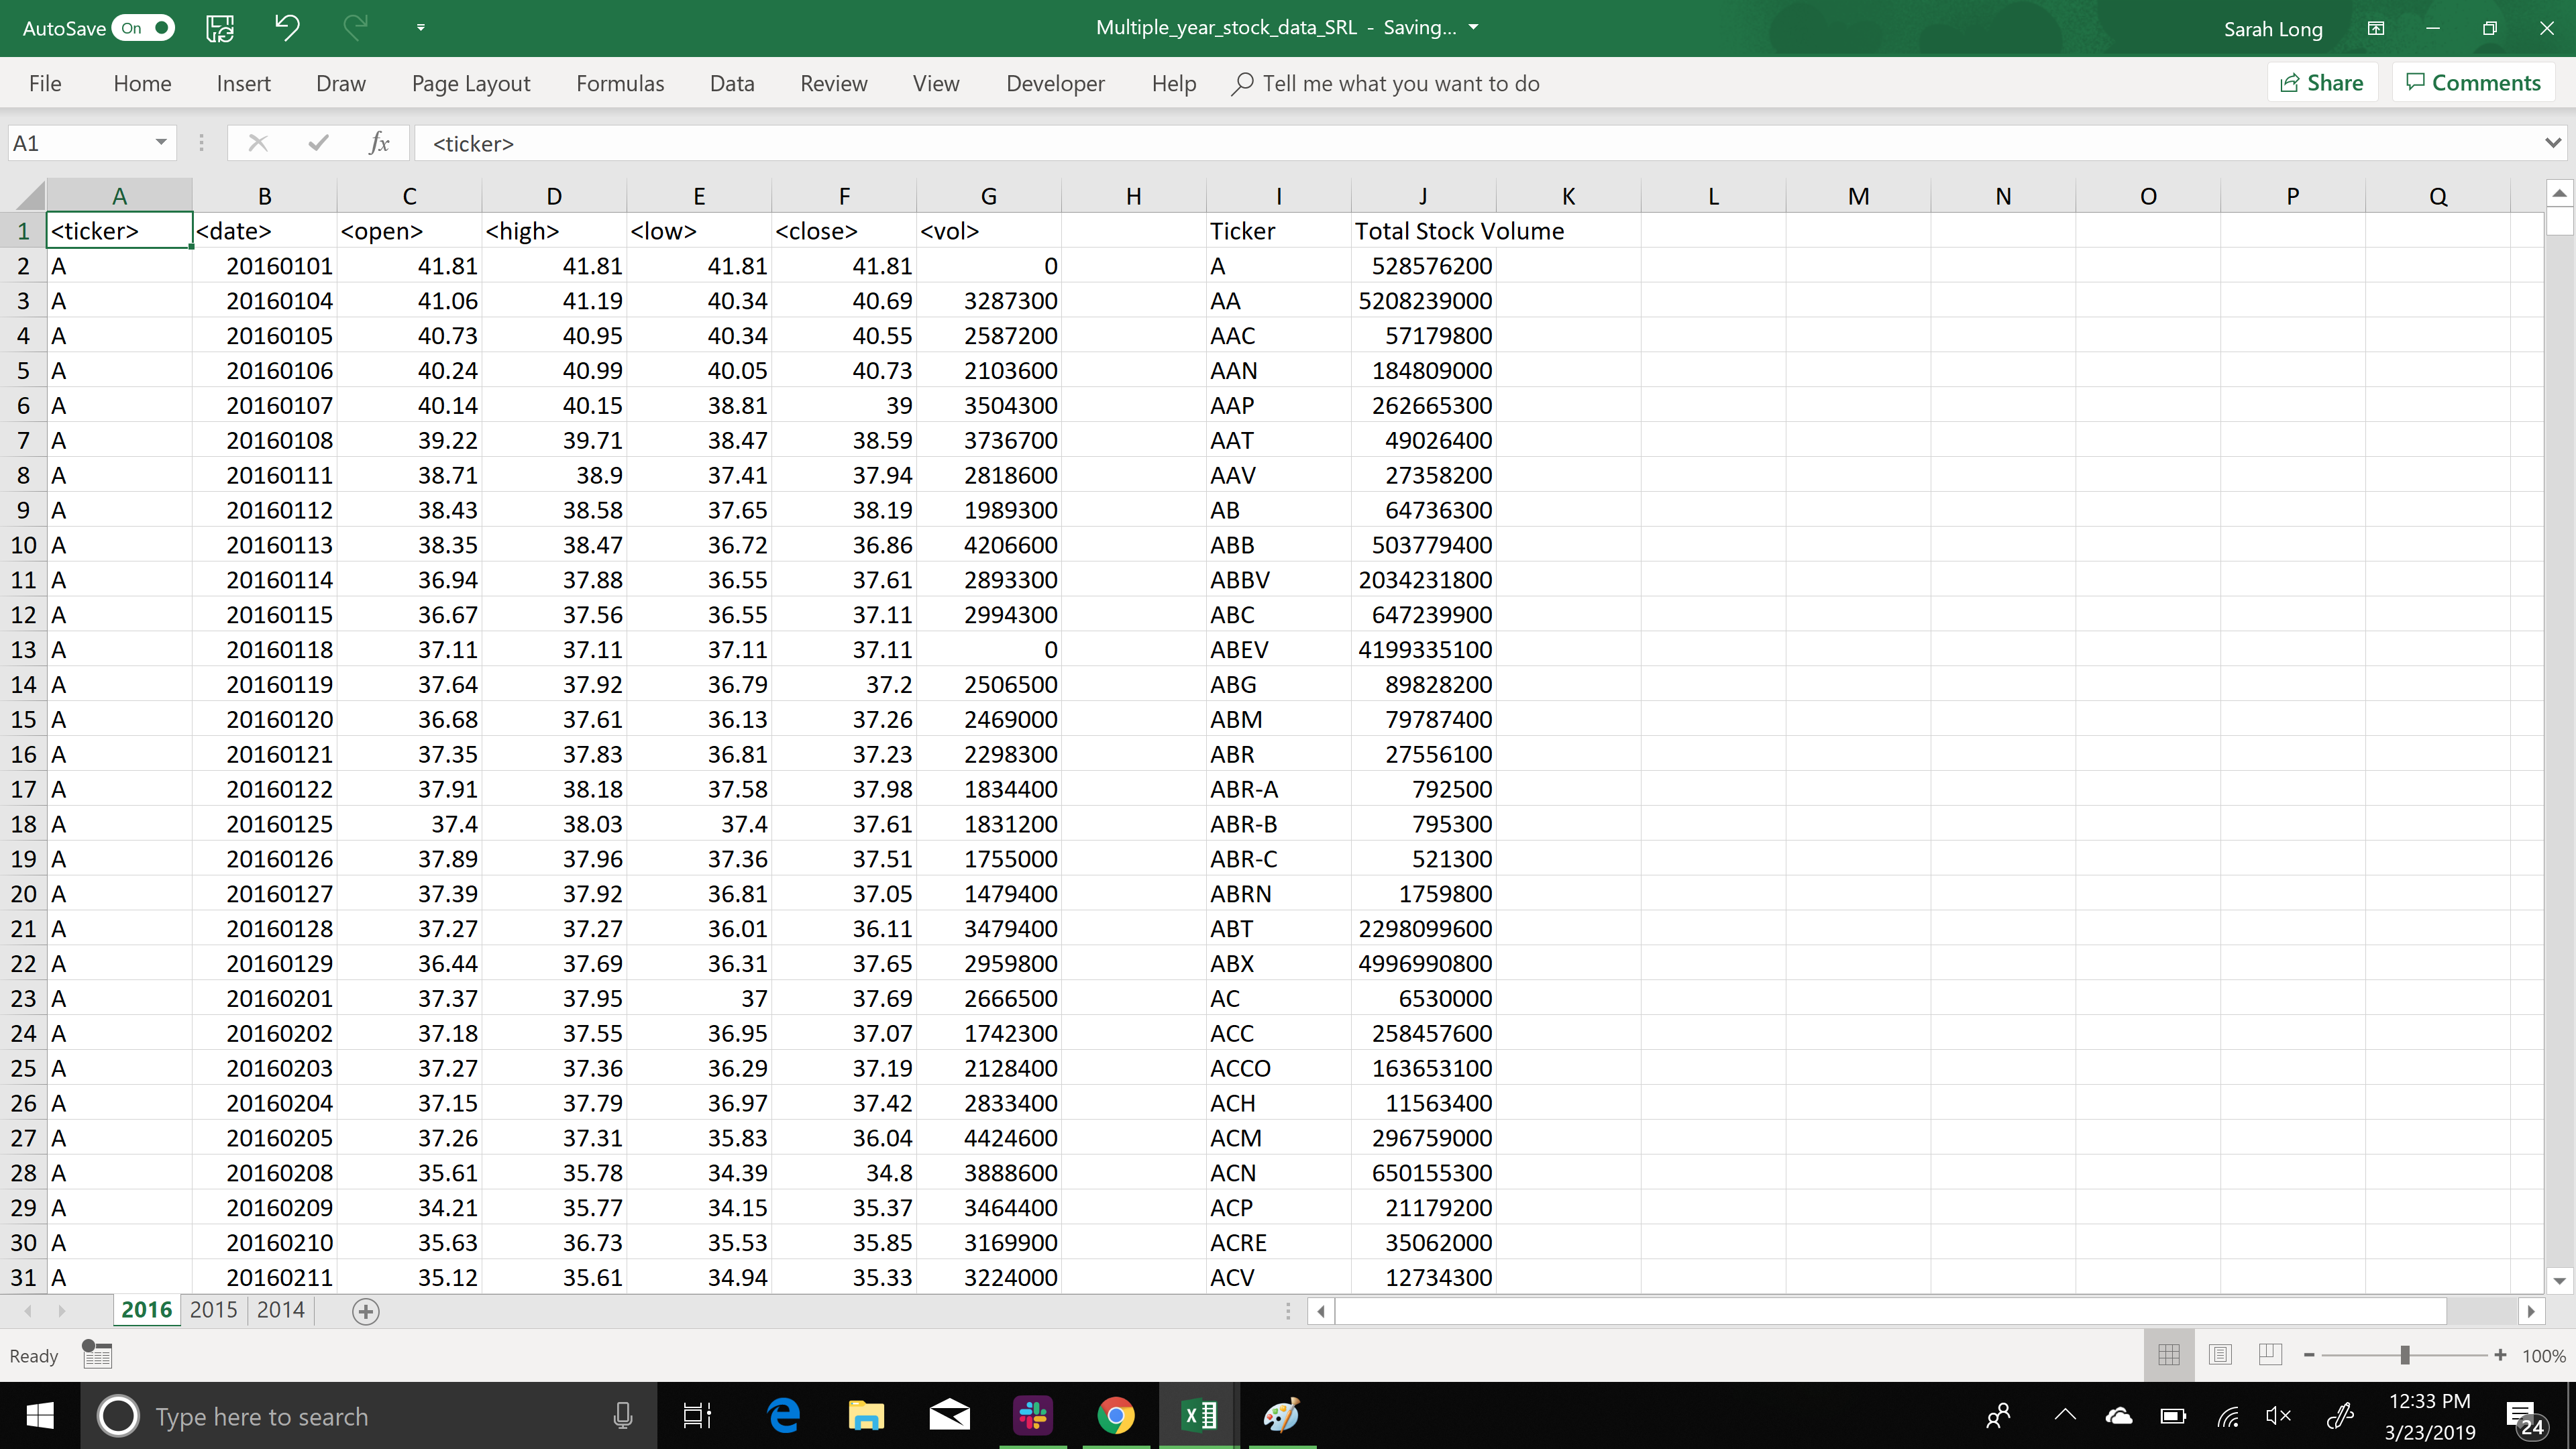 AutoSave On Multiple_year_stock_data_SRL - Saving... Sarah Long
File Home Insert Draw Page Layout Formulas Data Review View Developer Help Tell me what you want to do Share Comments
A1 fx <ticker>
A B C D E F G H I J K L M N O P Q
1 <ticker> <date> <open> <high> <low> <close> <vol> Ticker Total Stock Volume
2 A 20160101 41.81 41.81 41.81 41.81 0 A 528576200
3 A 20160104 41.06 41.19 40.34 40.69 3287300 AA 5208239000
4 A 20160105 40.73 40.95 40.34 40.55 2587200 AAC 57179800
5 A 20160106 40.24 40.99 40.05 40.73 2103600 AAN 184809000
6 A 20160107 40.14 40.15 38.81 39 3504300 AAP 262665300
7 A 20160108 39.22 39.71 38.47 38.59 3736700 AAT 49026400
8 A 20160111 38.71 38.9 37.41 37.94 2818600 AAV 27358200
9 A 20160112 38.43 38.58 37.65 38.19 1989300 AB 64736300
10 A 20160113 38.35 38.47 36.72 36.86 4206600 ABB 503779400
11 A 20160114 36.94 37.88 36.55 37.61 2893300 ABBV 2034231800
12 A 20160115 36.67 37.56 36.55 37.11 2994300 ABC 647239900
13 A 20160118 37.11 37.11 37.11 37.11 0 ABEV 4199335100
14 A 20160119 37.64 37.92 36.79 37.2 2506500 ABG 89828200
15 A 20160120 36.68 37.61 36.13 37.26 2469000 ABM 79787400
16 A 20160121 37.35 37.83 36.81 37.23 2298300 ABR 27556100
17 A 20160122 37.91 38.18 37.58 37.98 1834400 ABR-A 792500
18 A 20160125 37.4 38.03 37.4 37.61 1831200 ABR-B 795300
19 A 20160126 37.89 37.96 37.36 37.51 1755000 ABR-C 521300
20 A 20160127 37.39 37.92 36.81 37.05 1479400 ABRN 1759800
21 A 20160128 37.27 37.27 36.01 36.11 3479400 ABT 2298099600
22 A 20160129 36.44 37.69 36.31 37.65 2959800 ABX 4996990800
23 A 20160201 37.37 37.95 37 37.69 2666500 AC 6530000
24 A 20160202 37.18 37.55 36.95 37.07 1742300 ACC 258457600
25 A 20160203 37.27 37.36 36.29 37.19 2128400 ACCO 163653100
26 A 20160204 37.15 37.79 36.97 37.42 2833400 ACH 11563400
27 A 20160205 37.26 37.31 35.83 36.04 4424600 ACM 296759000
28 A 20160208 35.61 35.78 34.39 34.8 3888600 ACN 650155300
29 A 20160209 34.21 35.77 34.15 35.37 3464400 ACP 21179200
30 A 20160210 35.63 36.73 35.53 35.85 3169900 ACRE 35062000
31 A 20160211 35.12 35.61 34.94 35.33 3224000 ACV 12734300
2016 2015 2014
Ready 100%
Type here to search 12:33 PM
3/23/2019 24